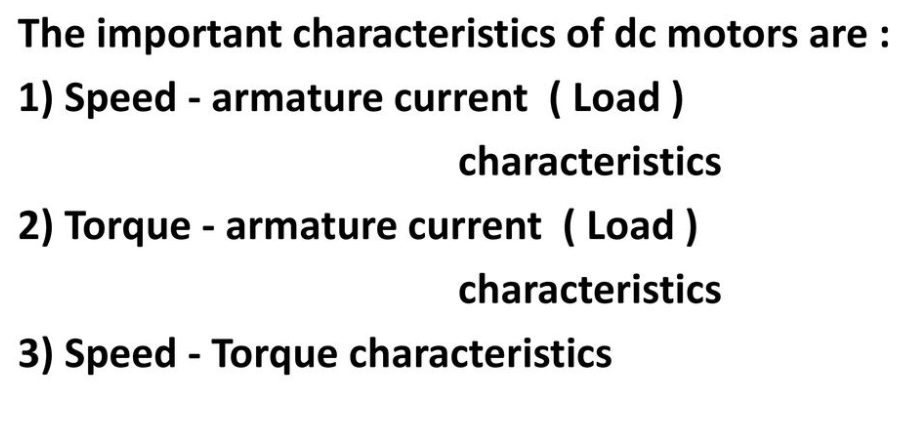 The important characteristics of dc motors are :
1) Speed - armature current ( Load )
characteristics
2) Torque - armature current ( Load )
characteristics
3) Speed - Torque characteristics